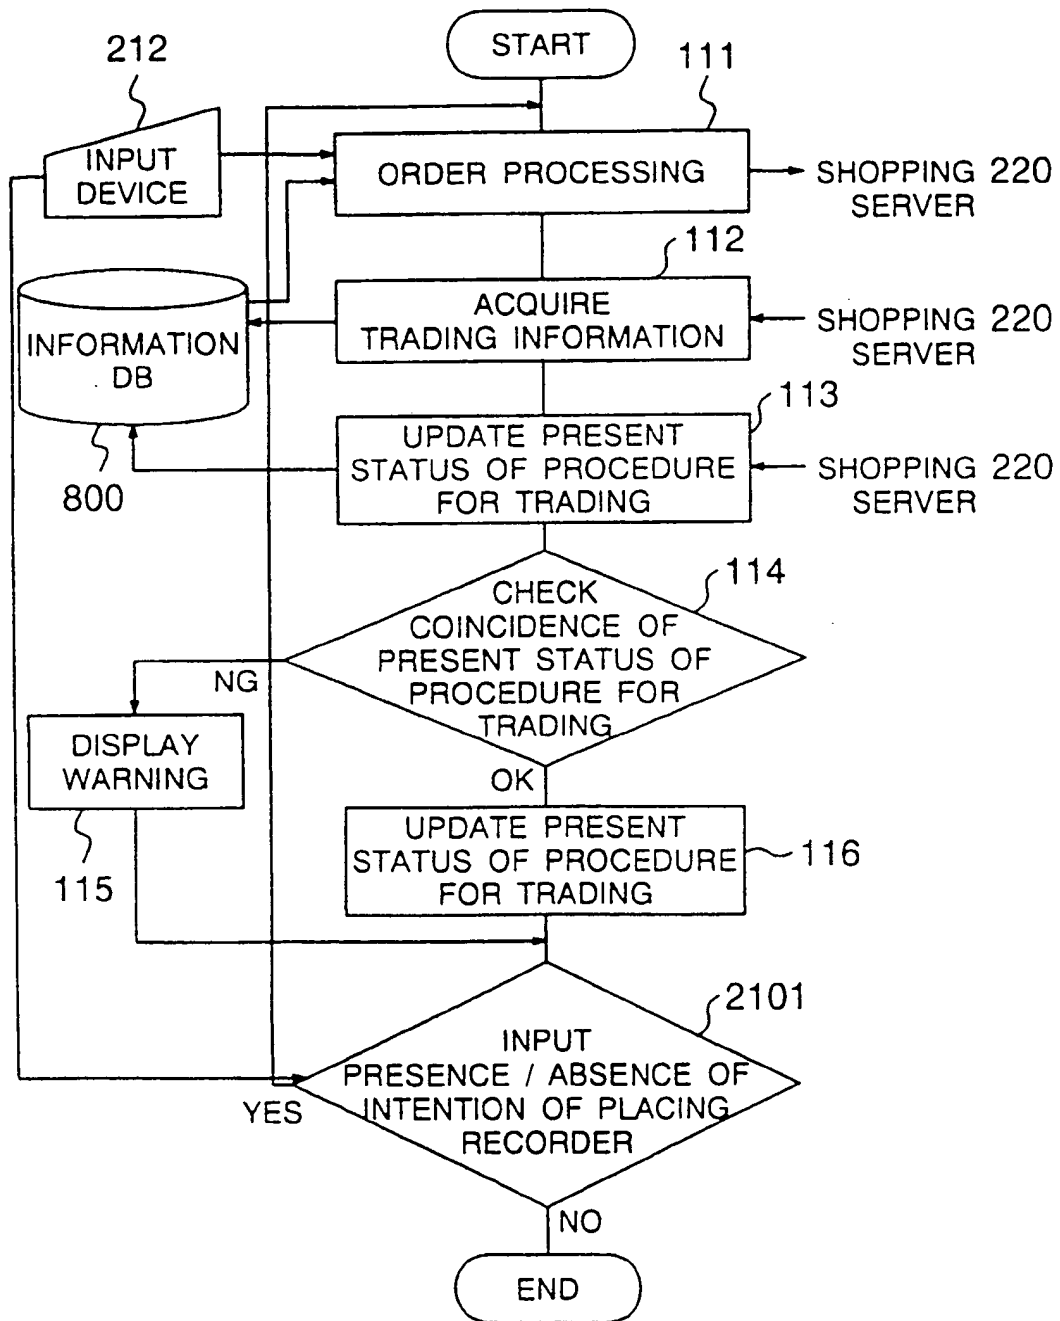 START
212
111
INPUT
DEVICE
ORDER PROCESSING
SHOPPING 220
SERVER
112
ACQUIRE
TRADING INFORMATION
SHOPPING 220
SERVER
INFORMATION
DB
800
113
UPDATE PRESENT
STATUS OF PROCEDURE
FOR TRADING
SHOPPING 220
SERVER
114
CHECK
COINCIDENCE OF
PRESENT STATUS OF
PROCEDURE FOR
TRADING
NG
OK
DISPLAY
WARNING
115
UPDATE PRESENT
STATUS OF PROCEDURE
FOR TRADING
116
2101
INPUT
PRESENCE / ABSENCE OF
INTENTION OF PLACING
RECORDER
YES
NO
END